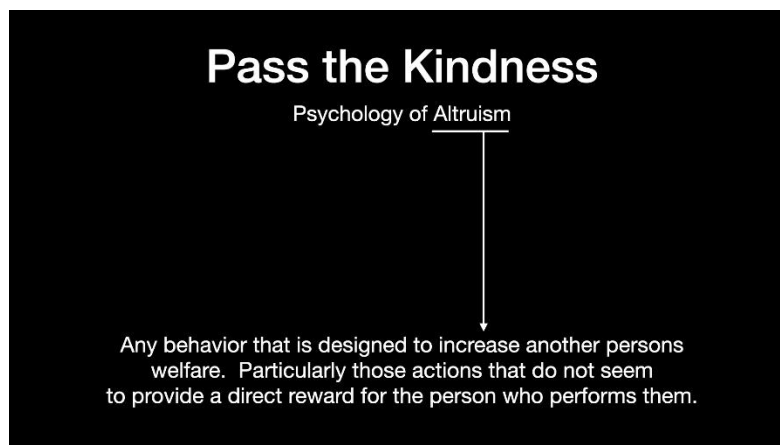 Pass the Kindness
Psychology of Altruism
Any behavior that is designed to increase another persons
welfare.  Particularly those actions that do not seem
to provide a direct reward for the person who performs them.